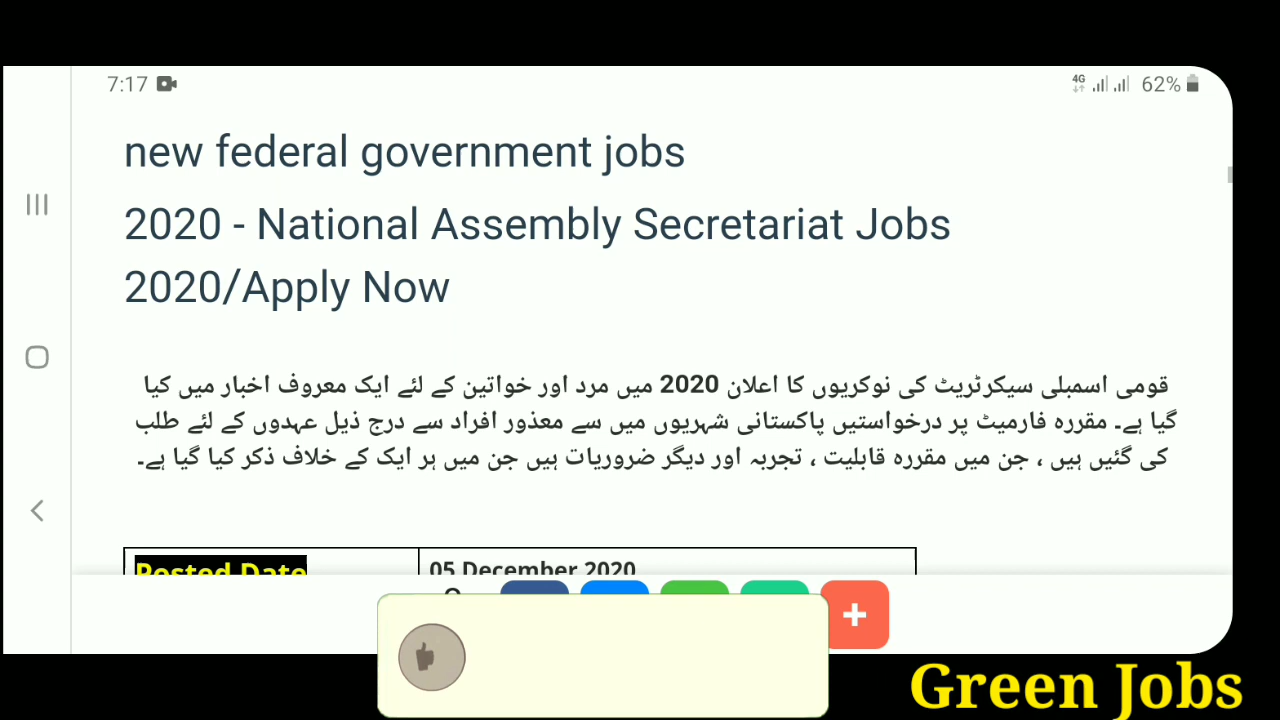 7:17
4G
62%
new federal government jobs
2020 - National Assembly Secretariat Jobs
2020/Apply Now
قومی اسمبلی سیکرٹریٹ کی نوکریوں کا اعلان 2020 میں مرد اور خواتین کے لئے ایک معروف اخبار میں کیا
گیا ہے۔ مقررہ فارمیٹ پر درخواستیں پاکستانی شہریوں میں سے معذور افراد سے درج ذیل عہدوں کے لئے طلب
کی گئیں ہیں ، جن میں مقررہ قابلیت ، تجربہ اور دیگر ضروریات ہیں جن میں ہر ایک کے خلاف ذکر کیا گیا ہے۔
Posted Date
05 December 2020
Green Jobs